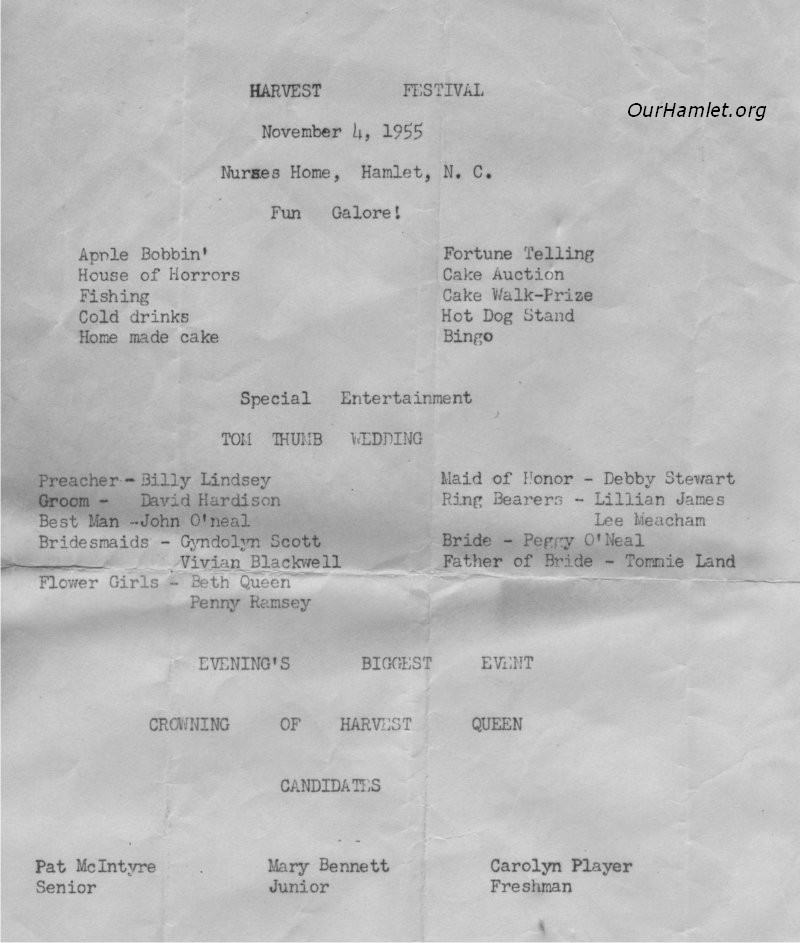 HARVEST FESTIVAL
OurHamlet.org
November 4, 1955
Nurses Home, Hamlet, N. C.
Fun Galore!
Apple Bobbin'
House of Horrors
Fishing
Cold drinks
Home made cake
Fortune Telling
Cake Auction
Cake Walk-Prize
Hot Dog Stand
Bingo
Special Entertainment
TOM THUMB WEDDING
Preacher - Billy Lindsey
Groom - David Hardison
Best Man -John O'neal
Bridesmaids - Gyndolyn Scott
Vivian Blackwell
Flower Girls - Beth Queen
Penny Ramsey
Maid of Honor - Debby Stewart
Ring Bearers - Lillian James
Lee Meacham
Bride - Peggy O'Neal
Father of Bride - Tommie Land
EVENING'S BIGGEST EVENT
CROWNING OF HARVEST QUEEN
CANDIDATES
Pat McIntyre
Senior
Mary Bennett
Junior
Carolyn Player
Freshman